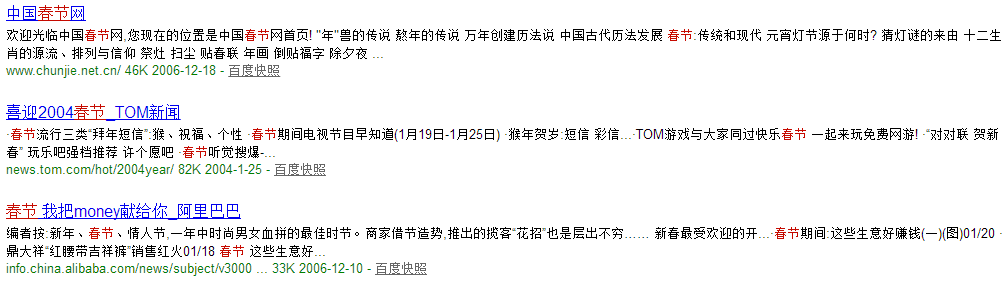 中国春节网
欢迎光临中国春节网,您现在的位置是中国春节网首页! "年"兽的传说 熬年的传说 万年创建历法说 中国古代历法发展 春节:传统和现代 元宵灯节源于何时? 猜灯谜的来由 十二生
肖的源流、排列与信仰 祭灶 扫尘 贴春联 年画 倒贴福字 除夕夜 ...
www.chunjie.net.cn/ 46K 2006-12-18 - 百度快照
喜迎2004春节_TOM新闻
·春节流行三类“拜年短信”:猴、祝福、个性 ·春节期间电视节目早知道(1月19日-1月25日) ·猴年贺岁:短信 彩信...·TOM游戏与大家同过快乐春节 一起来玩免费网游! ·“对对联 贺新
春” 玩乐吧强档推荐 许个愿吧 ·春节听觉搜爆-...
news.tom.com/hot/2004year/ 82K 2004-1-25 - 百度快照
春节 我把money献给你_阿里巴巴
编者按:新年、春节、情人节,一年中时尚男女血拼的最佳时节。商家借节造势,推出的揽客“花招”也是层出不穷…… 新春最受欢迎的开...·春节期间:这些生意好赚钱(一)(图)01/20 ·
鼎大祥“红腰带吉祥裤”销售红火01/18 春节 这些生意好...
info.china.alibaba.com/news/subject/v3000 ... 33K 2006-12-10 - 百度快照